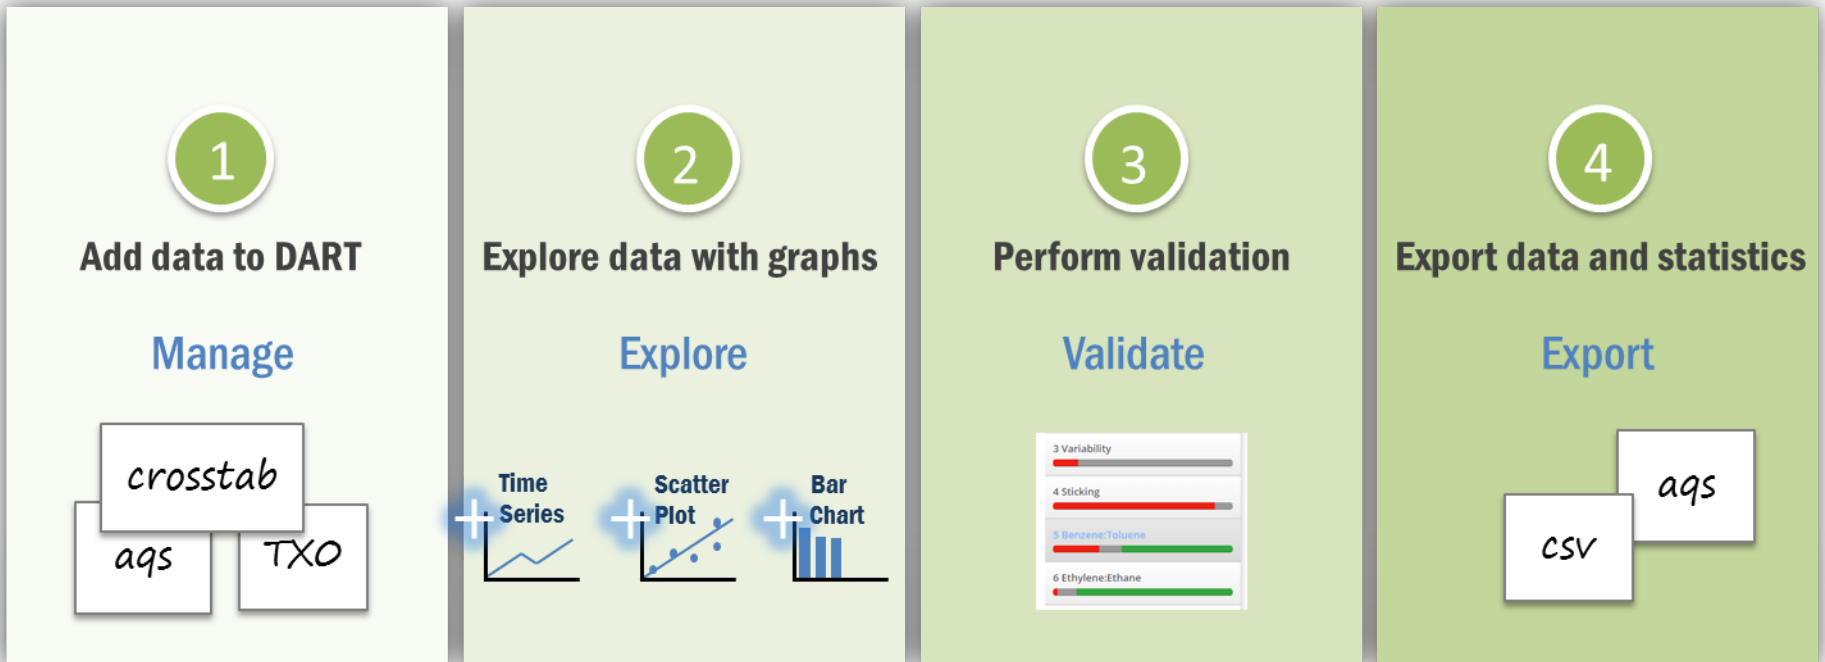 1
Add data to DART
Manage
crosstab
aqs
TXO
2
Explore data with graphs
Explore
Time
Series
Scatter
Plot
Bar
Chart
3
Perform validation
Validate
3 Variability
4 Sticking
5 Benzene:Toluene
6 Ethylene:Ethane
4
Export data and statistics
Export
aqs
csv